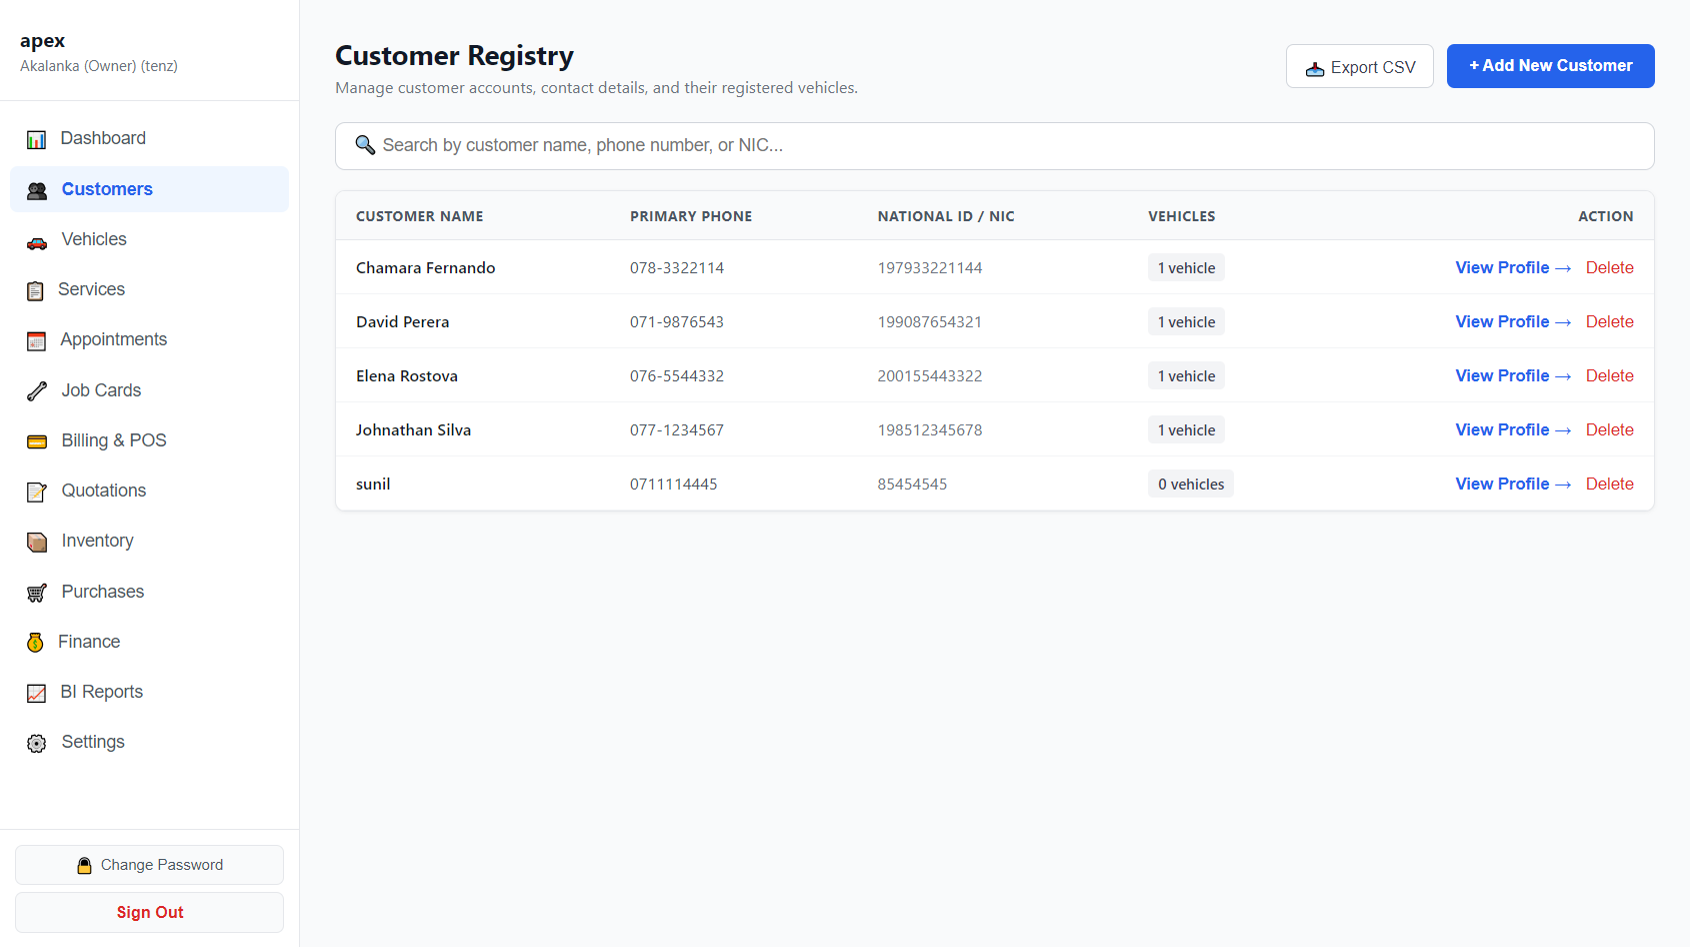 apex
Akalanka (Owner) (tenz)
Dashboard
Customers
Vehicles
Services
Appointments
Job Cards
Billing & POS
Quotations
Inventory
Purchases
Finance
BI Reports
Settings
Change Password
Sign Out
Customer Registry
Manage customer accounts, contact details, and their registered vehicles.
Export CSV
+ Add New Customer
Search by customer name, phone number, or NIC...
CUSTOMER NAME PRIMARY PHONE NATIONAL ID / NIC VEHICLES ACTION
Chamara Fernando 078-3322114 197933221144 1 vehicle View Profile → Delete
David Perera 071-9876543 199087654321 1 vehicle View Profile → Delete
Elena Rostova 076-5544332 200155443322 1 vehicle View Profile → Delete
Johnathan Silva 077-1234567 198512345678 1 vehicle View Profile → Delete
sunil 0711114445 85454545 0 vehicles View Profile → Delete